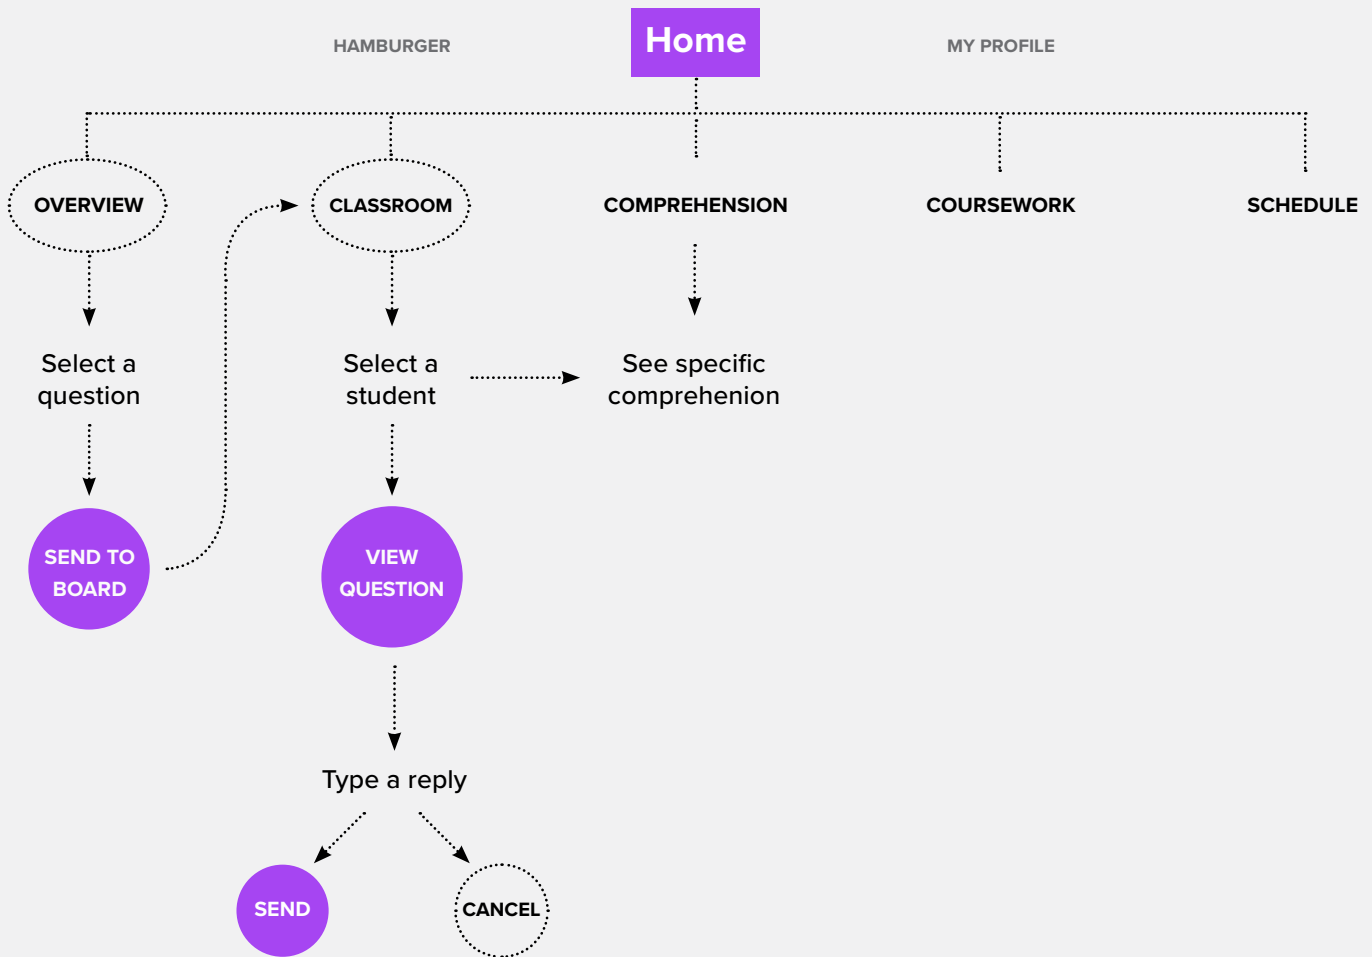 HAMBURGER
Home
MY PROFILE
OVERVIEW
CLASSROOM
COMPREHENSION
COURSEWORK
SCHEDULE
Select a
question
Select a
student
See specific
comprehenion
SEND TO
BOARD
VIEW
QUESTION
Type a reply
SEND
CANCEL